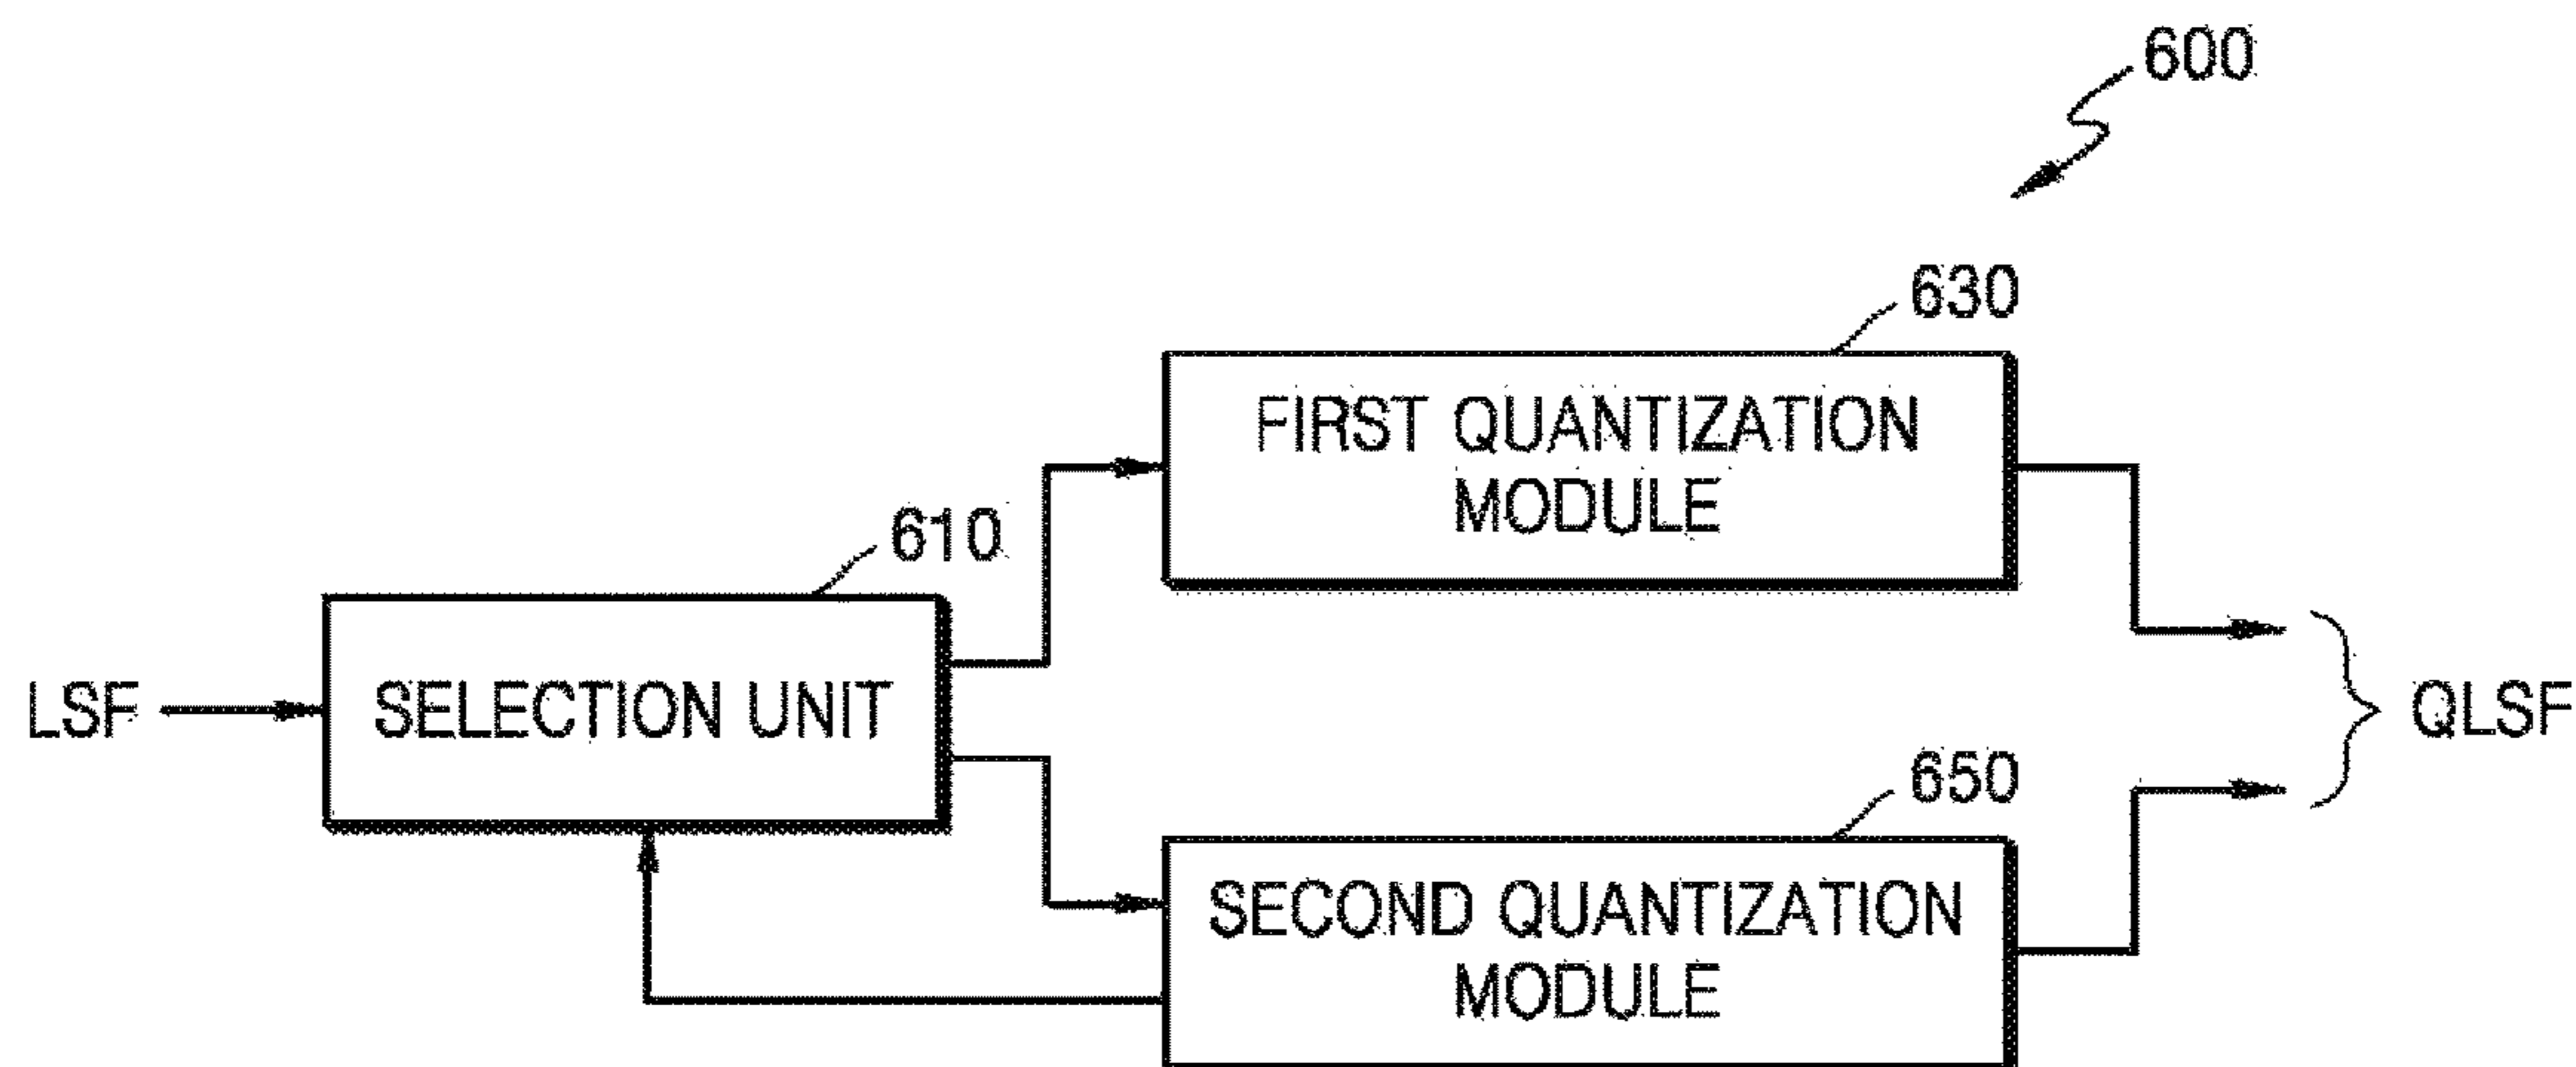 600
630
FIRST QUANTIZATION
MODULE
610
LSF
SELECTION UNIT
QLSF
650
SECOND QUANTIZATION
MODULE